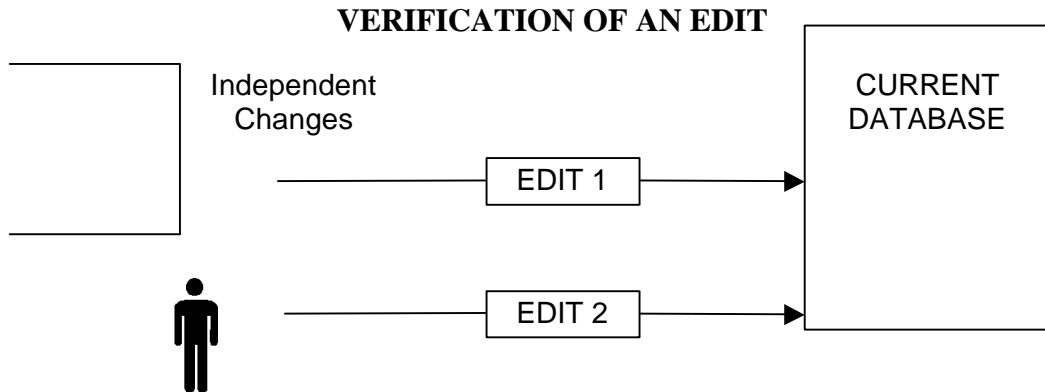 VERIFICATION OF AN EDIT
Independent
Changes
CURRENT
DATABASE
EDIT 1
EDIT 2